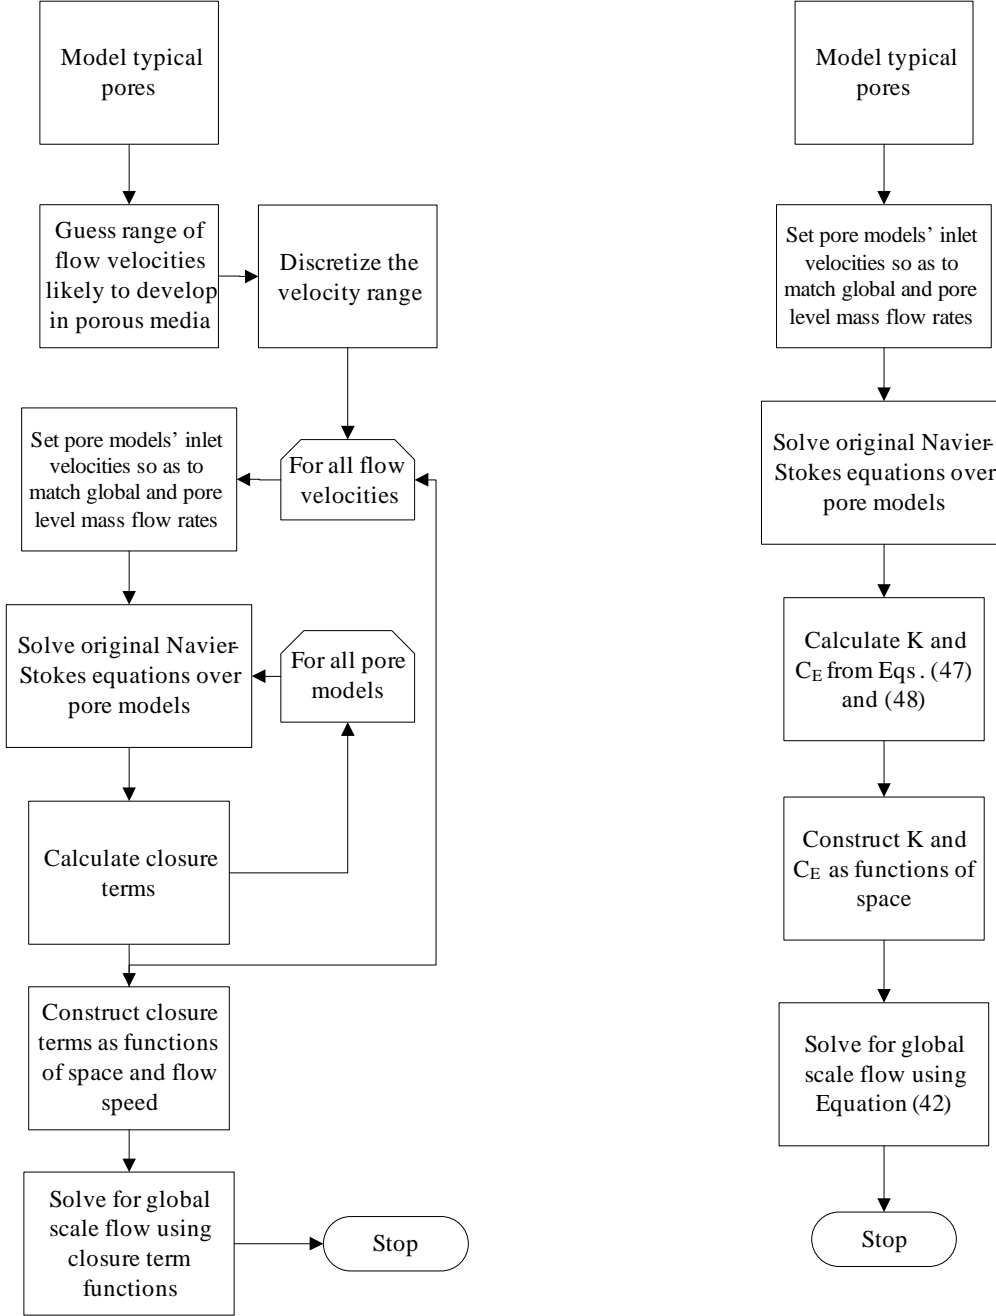 Model typical
pores
Guess range of
flow velocities
likely to develop
in porous media
Discretize the
velocity range
For all flow
velocities
Set pore models’ inlet
velocities so as to
match global and pore
level mass flow rates
Solve original Navier-
Stokes equations over
pore models
For all pore
models
Calculate closure
terms
Construct closure
terms as functions
of space and flow
speed
Solve for global
scale flow using
closure term
functions
Stop
Model typical
pores
Set pore models’ inlet
velocities so as to
match global and pore
level mass flow rates
Solve original Navier-
Stokes equations over
pore models
Calculate K and
CE from Eqs. (47)
and (48)
Construct K and
CE as functions of
space
Solve for global
scale flow using
Equation (42)
Stop